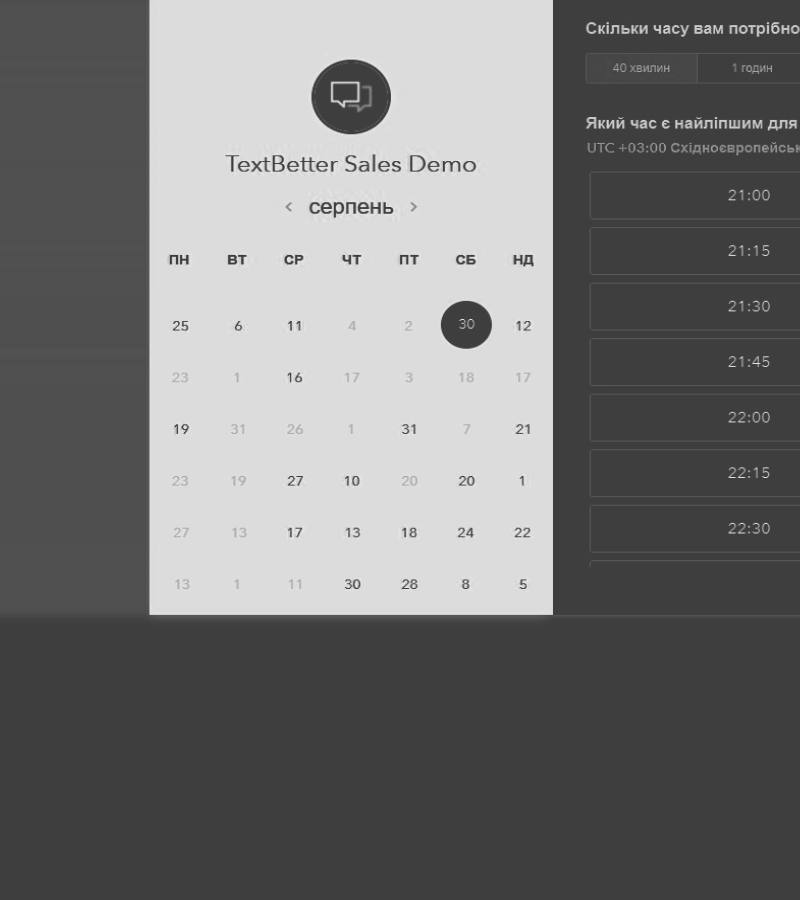 TextBetter Sales Demo
серпень
ПН ВТ СР ЧТ ПТ СБ НД
25 6 11 4 2 30 12
23 1 16 17 3 18 17
19 31 26 1 31 7 21
23 19 27 10 20 20 1
27 13 17 13 18 24 22
13 1 11 30 28 8 5
Скільки часу вам потрібно
40 хвилин 1 годин
Який час є найліпшим для
UTC +03:00 Східноєвропейськ
21:00
21:15
21:30
21:45
22:00
22:15
22:30